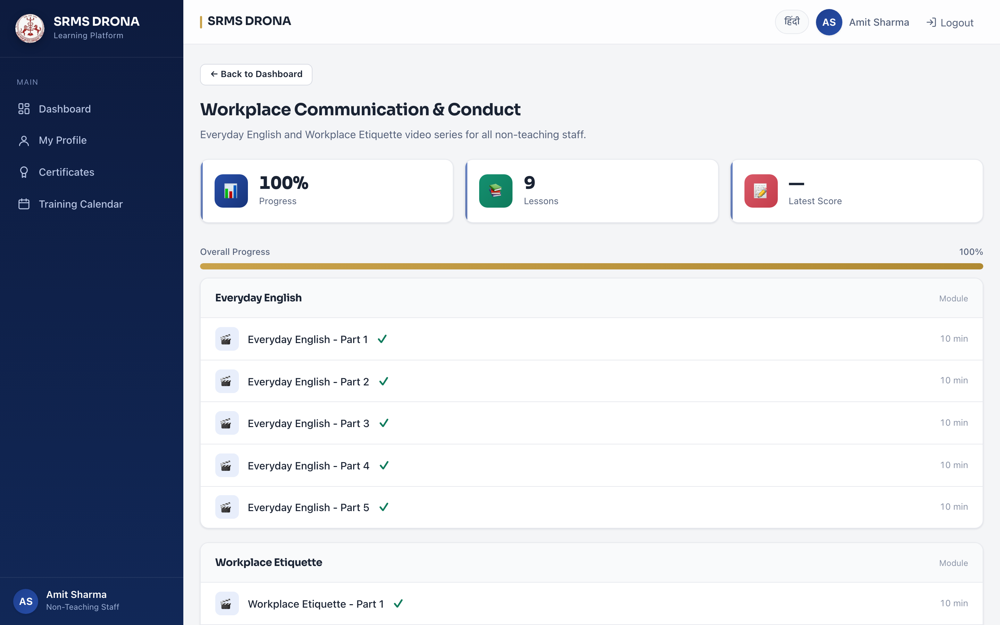 SRMS DRONA
Learning Platform
MAIN
Dashboard
My Profile
Certificates
Training Calendar
AS
Amit Sharma
Non-Teaching Staff
SRMS DRONA
हिंदी
AS
Amit Sharma
Logout
← Back to Dashboard
Workplace Communication & Conduct
Everyday English and Workplace Etiquette video series for all non-teaching staff.
100%
Progress
9
Lessons
—
Latest Score
Overall Progress
100%
Everyday English
Module
Everyday English - Part 1 ✓
10 min
Everyday English - Part 2 ✓
10 min
Everyday English - Part 3 ✓
10 min
Everyday English - Part 4 ✓
10 min
Everyday English - Part 5 ✓
10 min
Workplace Etiquette
Module
Workplace Etiquette - Part 1 ✓
10 min